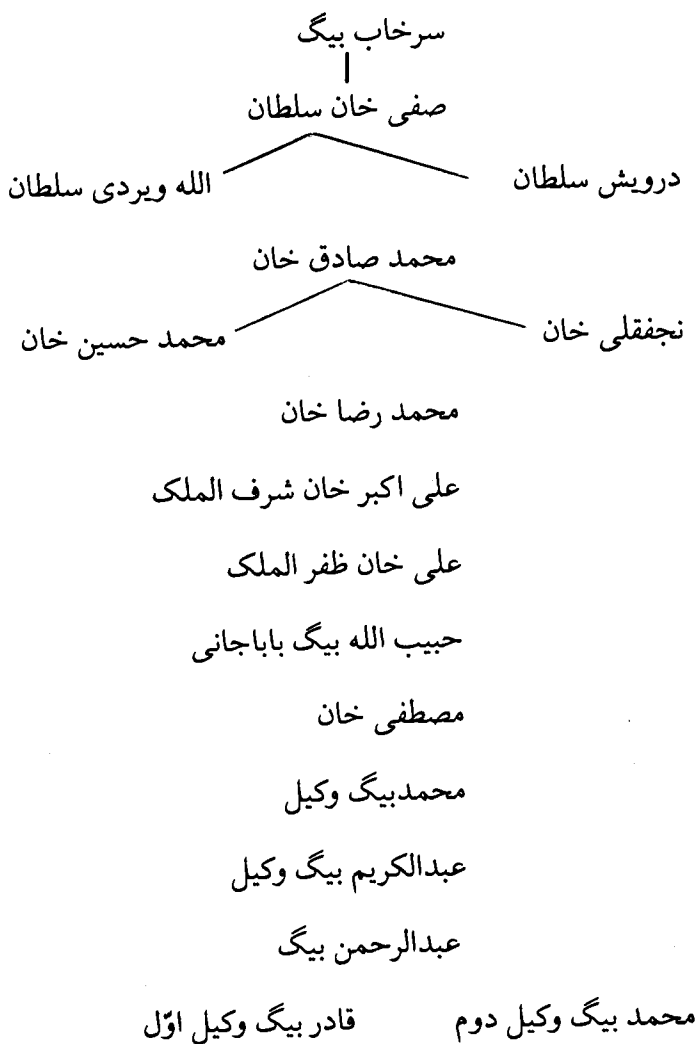 سرخاب بیگ
صفی خان سلطان
درویش سلطان
الله ویردی سلطان
محمد صادق خان
نجفقلی خان
محمد حسین خان
محمد رضا خان
علی اکبر خان شرف الملک
علی خان ظفر الملک
حبیب الله بیگ باباجانی
مصطفی خان
محمدبیگ وکیل
عبدالکریم بیگ وکیل
عبدالرحمن بیگ
محمد بیگ وکیل دوم
قادر بیگ وکیل اوّل